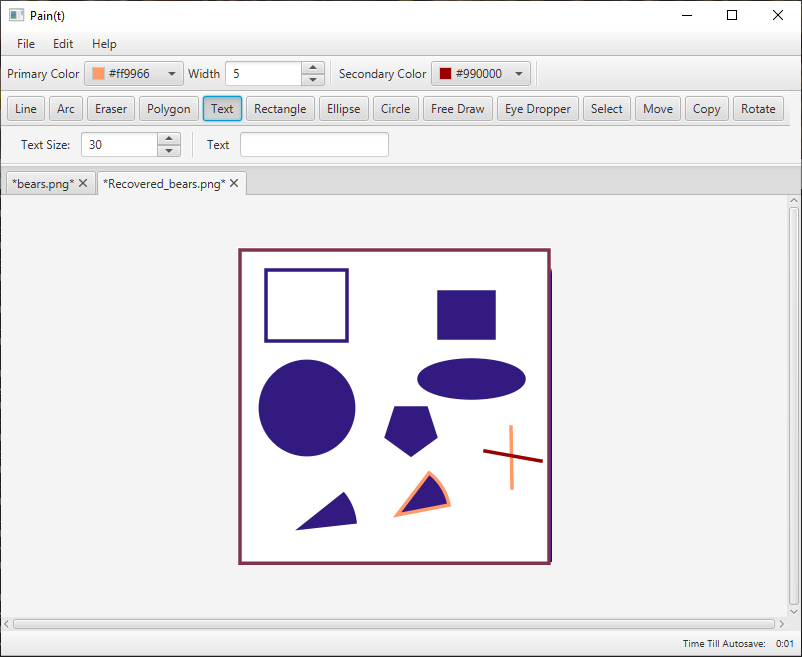 Pain(t)
File Edit Help
Primary Color #ff9966 Width 5 Secondary Color #990000
Line Arc Eraser Polygon Text Rectangle Ellipse Circle Free Draw Eye Dropper Select Move Copy Rotate
Text Size: 30 Text
*bears.png* *Recovered_bears.png*
Time Till Autosave: 0:01